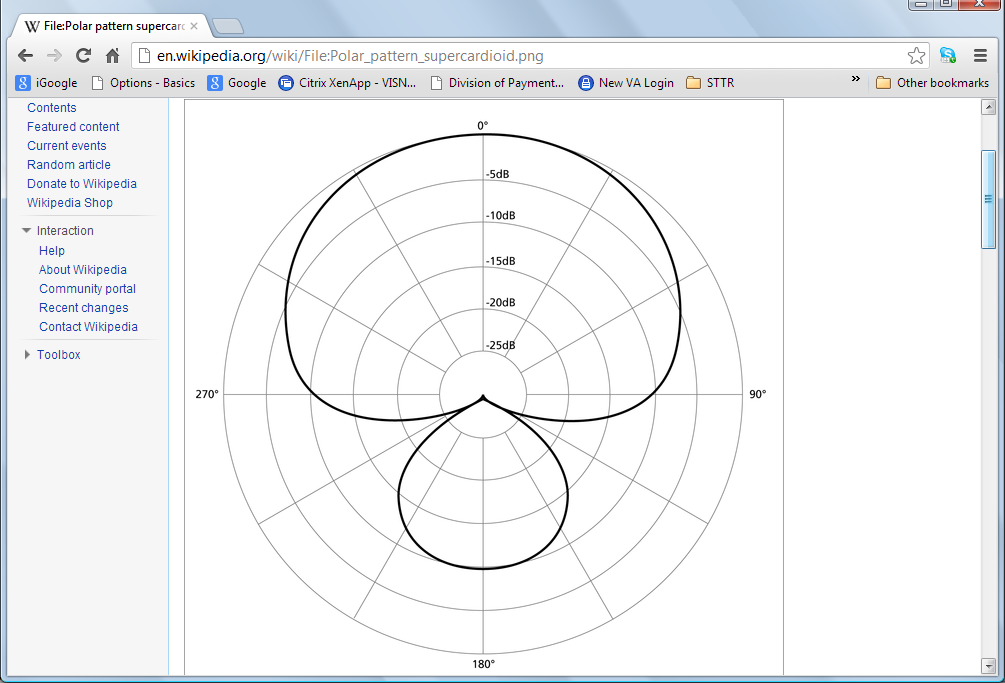 File:Polar pattern supercard
en.wikipedia.org/wiki/File:Polar_pattern_supercardioid.png
iGoogle Options - Basics Google Citrix XenApp - VISN... Division of Payment... New VA Login STTR » Other bookmarks
Contents
Featured content
Current events
Random article
Donate to Wikipedia
Wikipedia Shop
Interaction
Help
About Wikipedia
Community portal
Recent changes
Contact Wikipedia
Toolbox
0°
-5dB
-10dB
-15dB
-20dB
-25dB
270°
90°
180°